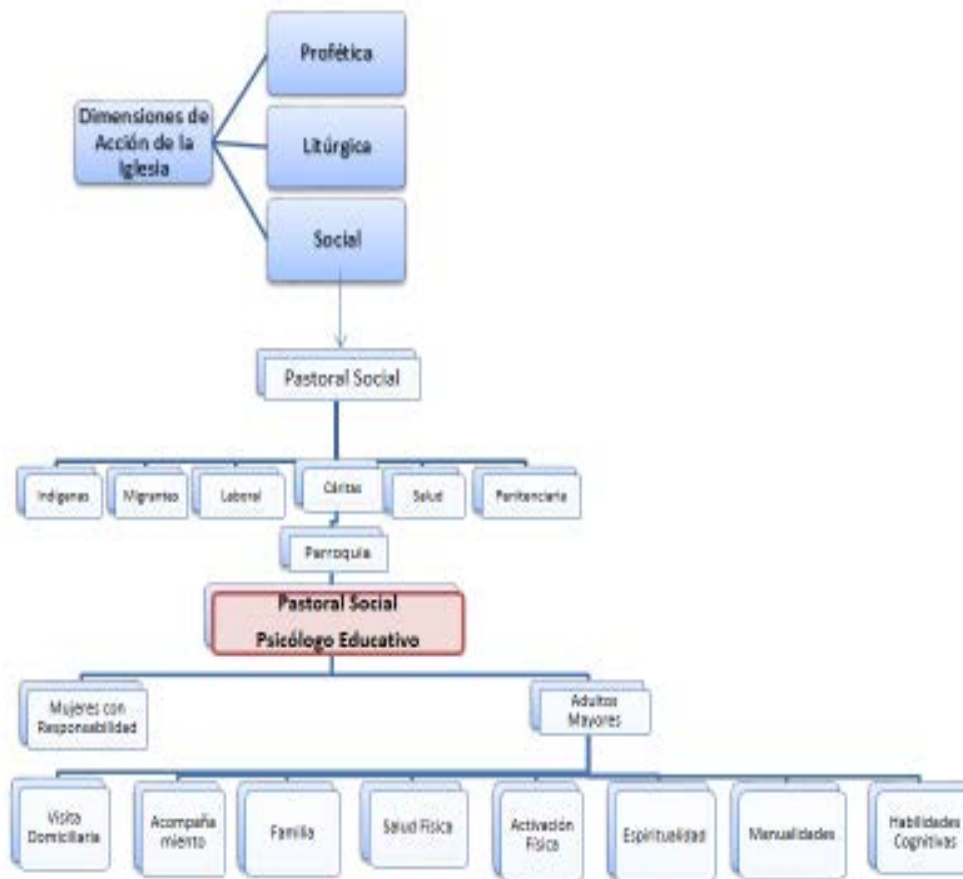 Profética
Dimensiones de
Acción de la
Iglesia
Litúrgica
Social
Pastoral Social
Indígenas
Migrantes
Laboral
Cáritas
Salud
Penitenciaria
Parroquia
Pastoral Social
Psicólogo Educativo
Mujeres con
Responsabilidad
Adultos
Mayores
Visita
Domiciliaria
Acompaña
miento
Familia
Salud Física
Activación
Física
Espiritualidad
Manualidades
Habilidades
Cognitivas